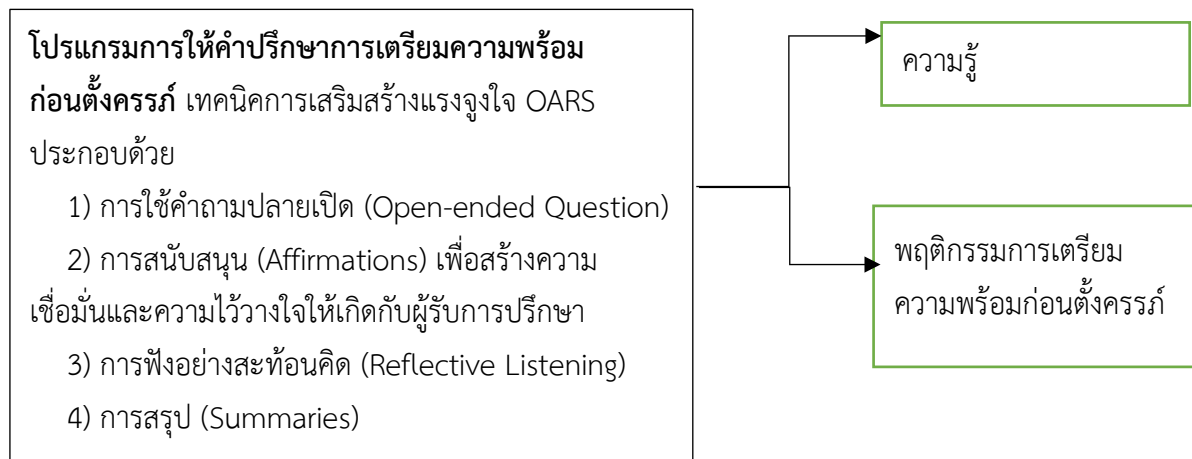 โปรแกรมการให้คำปรึกษาการเตรียมความพร้อม
ก่อนตั้งครรภ์ เทคนิคการเสริมสร้างแรงจูงใจ OARS
ประกอบด้วย
1) การใช้คำถามปลายเปิด (Open-ended Question)
2) การสนับสนุน (Affirmations) เพื่อสร้างความ
เชื่อมั่นและความไว้วางใจให้เกิดกับผู้รับการปรึกษา
3) การฟังอย่างสะท้อนคิด (Reflective Listening)
4) การสรุป (Summaries)
ความรู้
พฤติกรรมการเตรียม
ความพร้อมก่อนตั้งครรภ์